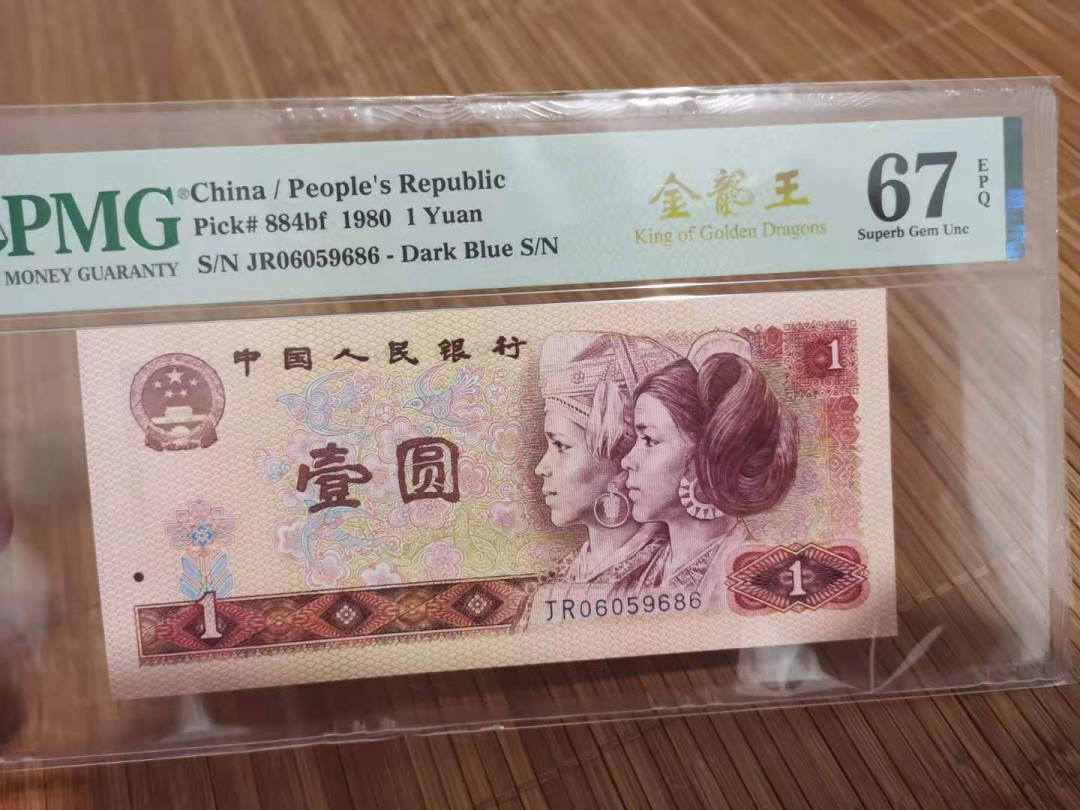 PMG®
MONEY GUARANTY
China / People's Republic
Pick# 884bf 1980 1 Yuan
S/N JR06059686 - Dark Blue S/N
金龍王
King of Golden Dragons
67
EPQ
Superb Gem Unc
中国人民银行
1
壹圆
1
JR06059686
1